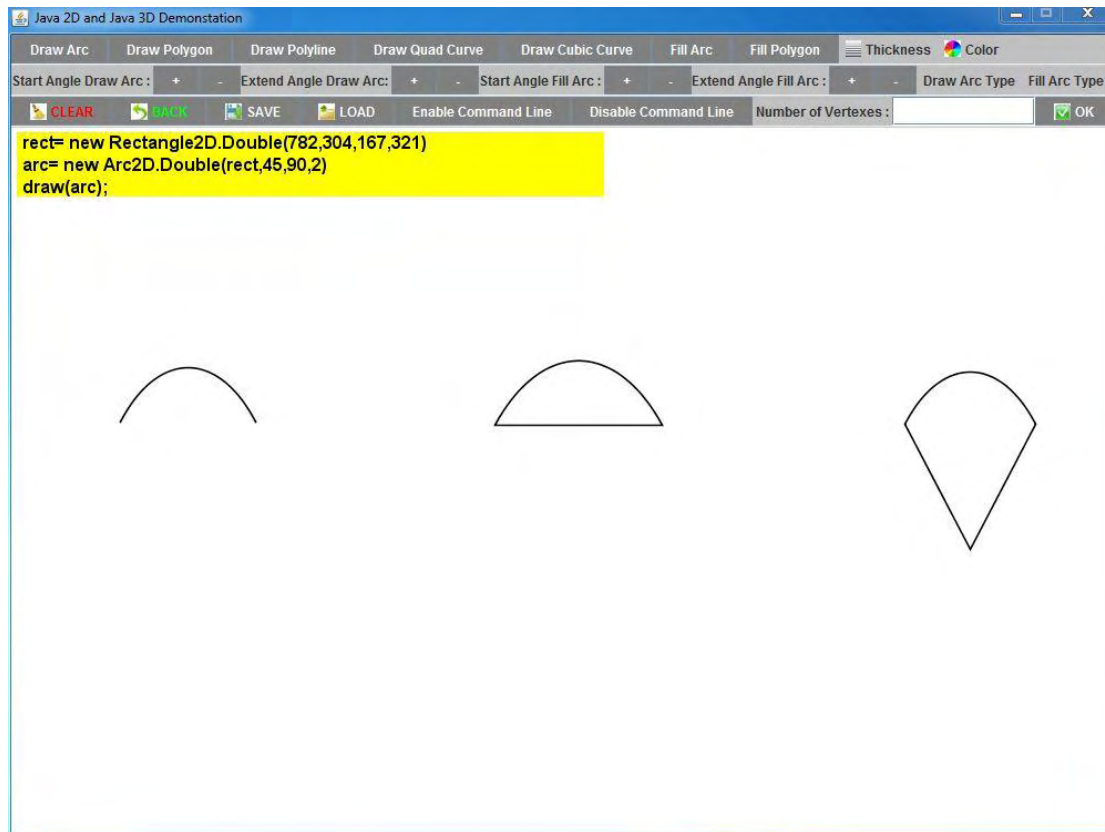 Java 2D and Java 3D Demonstation
Draw Arc Draw Polygon Draw Polyline Draw Quad Curve Draw Cubic Curve Fill Arc Fill Polygon Thickness Color
Start Angle Draw Arc : + - Extend Angle Draw Arc: + - Start Angle Fill Arc : + - Extend Angle Fill Arc : + - Draw Arc Type Fill Arc Type
CLEAR BACK SAVE LOAD Enable Command Line Disable Command Line Number of Vertexes : OK
rect= new Rectangle2D.Double(782,304,167,321)
arc= new Arc2D.Double(rect,45,90,2)
draw(arc);